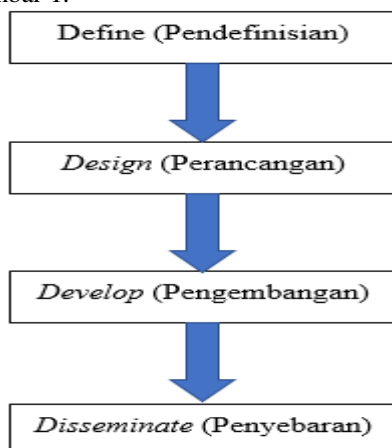 Define (Pendefinisian)
Design (Perancangan)
Develop (Pengembangan)
Disseminate (Penyebaran)